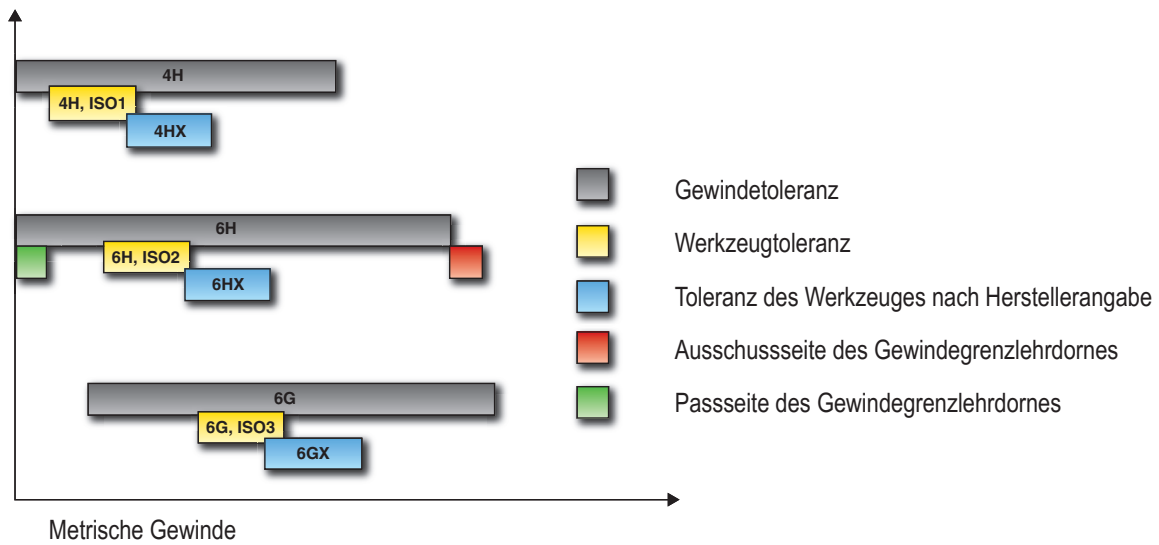 4H
4H, ISO1
4HX
6H
6H, ISO2
6HX
6G
6G, ISO3
6GX
Metrische Gewinde
Gewindetoleranz
Werkzeugtoleranz
Toleranz des Werkzeuges nach Herstellerangabe
Ausschussseite des Gewindegrenzlehrdornes
Passseite des Gewindegrenzlehrdornes